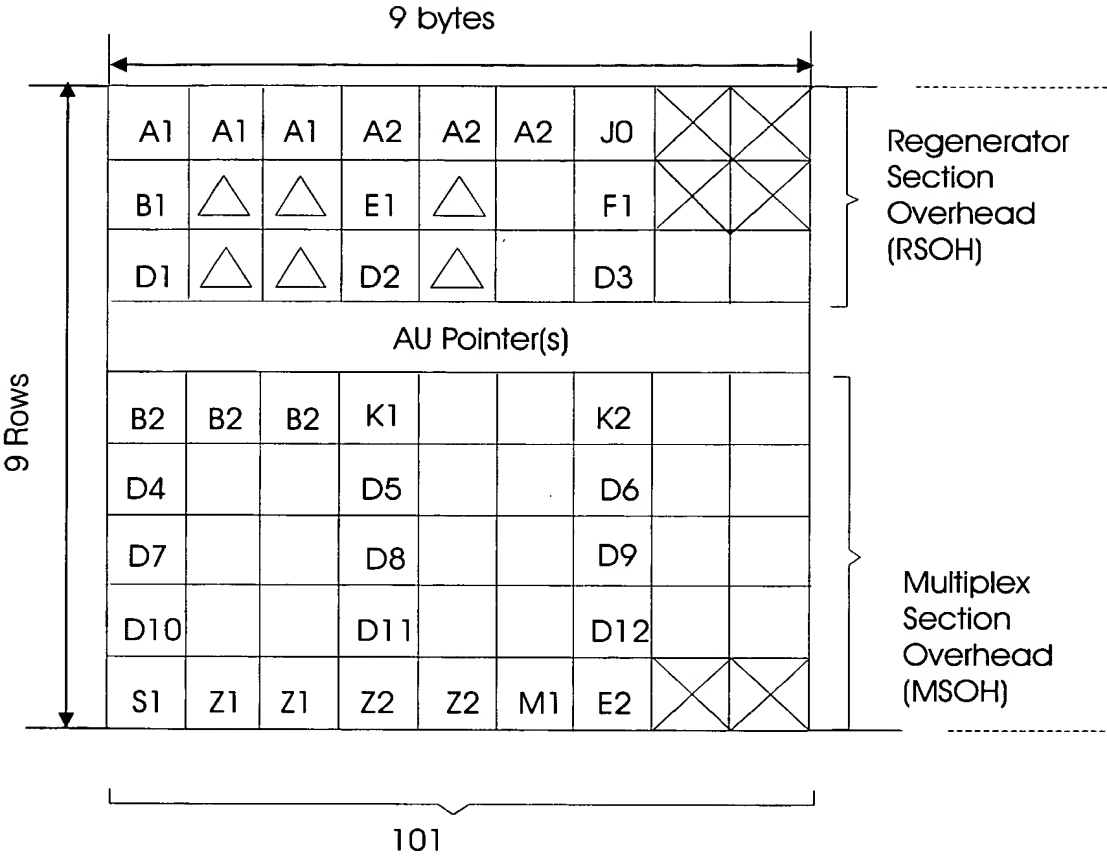 9 bytes
A1 A1 A1 A2 A2 A2 J0
B1 E1 F1
D1 D2 D3
Regenerator
Section
Overhead
(RSOH)
AU Pointer(s)
9 Rows
B2 B2 B2 K1 K2
D4 D5 D6
D7 D8 D9
D10 D11 D12
S1 Z1 Z1 Z2 Z2 M1 E2
Multiplex
Section
Overhead
(MSOH)
101